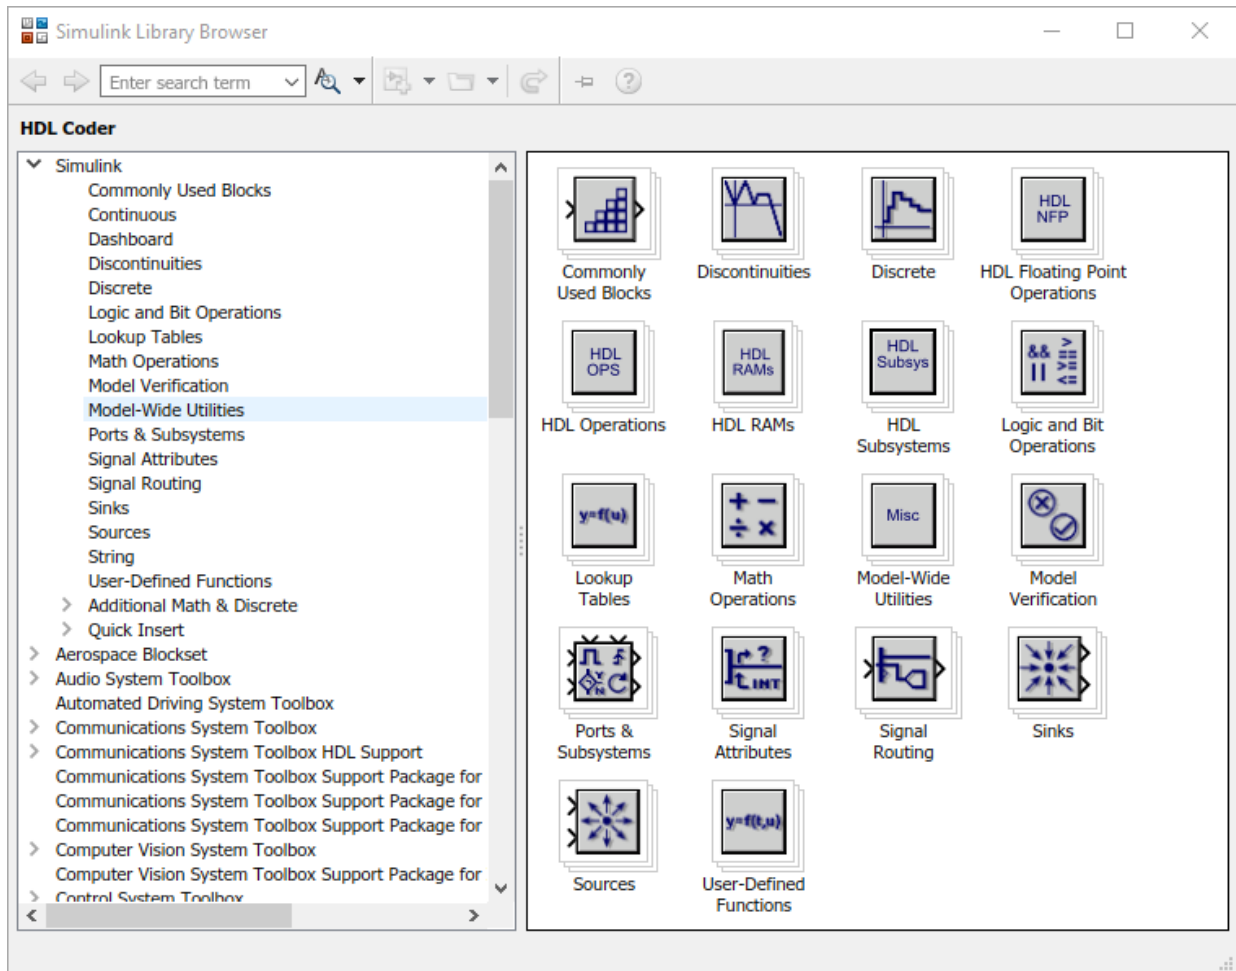 Simulink Library Browser
Enter search term
HDL Coder
Simulink
Commonly Used Blocks
Continuous
Dashboard
Discontinuities
Discrete
Logic and Bit Operations
Lookup Tables
Math Operations
Model Verification
Model-Wide Utilities
Ports & Subsystems
Signal Attributes
Signal Routing
Sinks
Sources
String
User-Defined Functions
Additional Math & Discrete
Quick Insert
Aerospace Blockset
Audio System Toolbox
Automated Driving System Toolbox
Communications System Toolbox
Communications System Toolbox HDL Support
Communications System Toolbox Support Package for
Communications System Toolbox Support Package for
Communications System Toolbox Support Package for
Computer Vision System Toolbox
Computer Vision System Toolbox Support Package for
Control System Toolbox
Commonly
Used Blocks
Discontinuities
Discrete
HDL
NFP
HDL Floating Point
Operations
HDL
OPS
HDL Operations
HDL
RAMs
HDL RAMs
HDL
Subsys
HDL
Subsystems
&& >
==
|| >=
<=
Logic and Bit
Operations
y=f(u)
Lookup
Tables
+ −
÷ ×
Math
Operations
Misc
Model-Wide
Utilities
Model
Verification
Y
N
Ports &
Subsystems
?
INT
Signal
Attributes
Signal
Routing
Sinks
Sources
y=f(t,u)
User-Defined
Functions